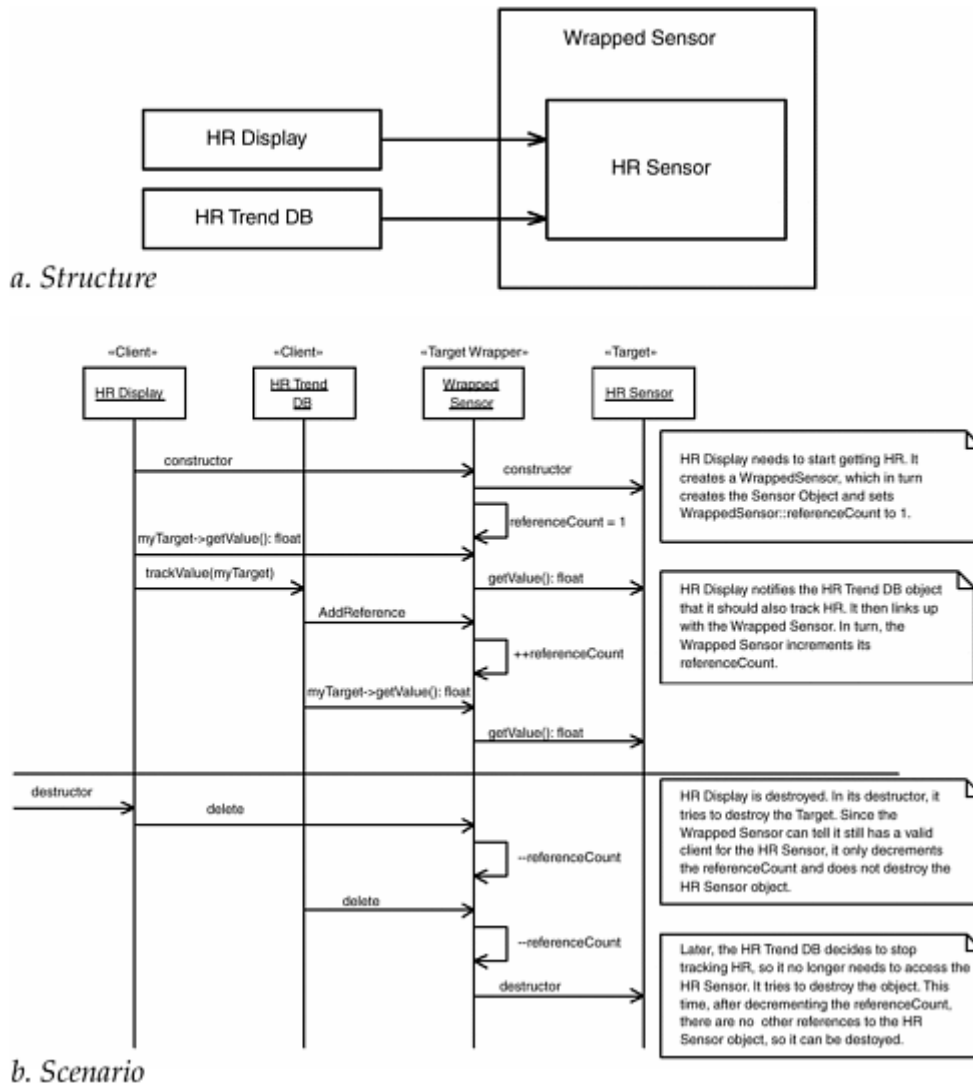 Wrapped Sensor
HR Display
HR Sensor
HR Trend DB
a. Structure
«Client»
«Client»
«Target Wrapper»
«Target»
HR Display
HR Trend
DB
Wrapped
Sensor
HR Sensor
constructor
constructor
referenceCount = 1
myTarget->getValue(): float
trackValue(myTarget)
getValue(): float
AddReference
++referenceCount
myTarget->getValue(): float
getValue(): float
HR Display needs to start getting HR. It
creates a WrappedSensor, which in turn
creates the Sensor Object and sets
WrappedSensor::referenceCount to 1.
HR Display notifies the HR Trend DB object
that it should also track HR. It then links up
with the Wrapped Sensor. In turn, the
Wrapped Sensor increments its
referenceCount.
destructor
delete
--referenceCount
delete
--referenceCount
destructor
HR Display is destroyed. In its destructor, it
tries to destroy the Target. Since the
Wrapped Sensor can tell it still has a valid
client for the HR Sensor, it only decrements
the referenceCount and does not destroy the
HR Sensor object.
Later, the HR Trend DB decides to stop
tracking HR, so it no longer needs to access the
HR Sensor. It tries to destroy the object. This
time, after decrementing the referenceCount,
there are no other references to the HR
Sensor object, so it can be destoyed.
b. Scenario